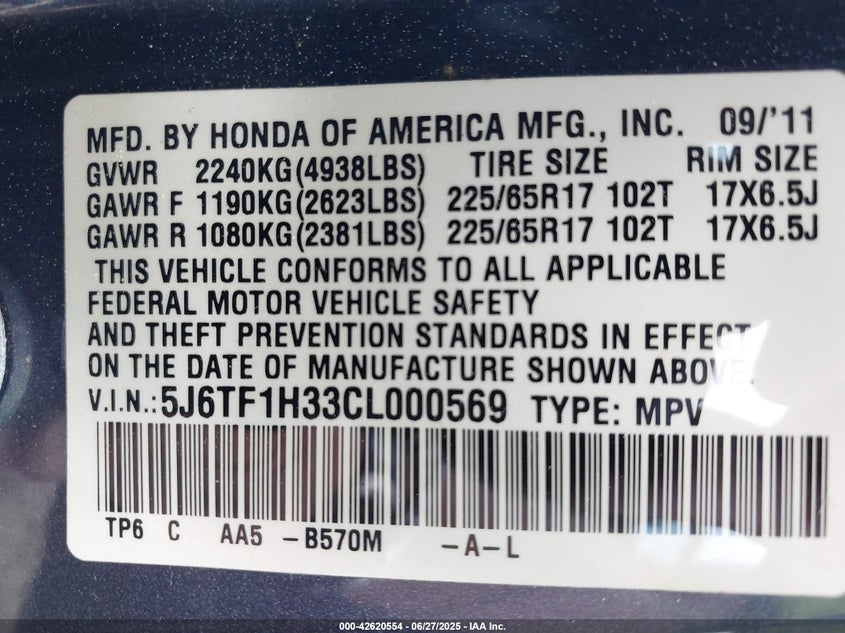 MFD. BY HONDA OF AMERICA MFG., INC. 09/'11
GVWR 2240KG(4938LBS) TIRE SIZE RIM SIZE
GAWR F 1190KG(2623LBS) 225/65R17 102T 17X6.5J
GAWR R 1080KG(2381LBS) 225/65R17 102T 17X6.5J
THIS VEHICLE CONFORMS TO ALL APPLICABLE
FEDERAL MOTOR VEHICLE SAFETY
AND THEFT PREVENTION STANDARDS IN EFFECT
ON THE DATE OF MANUFACTURE SHOWN ABOVE.
V.I.N.: 5J6TF1H33CL000569 TYPE: MPV
TP6 C AA5 -B570M -A-L
000-42620554 - 06/27/2025 - IAA Inc.